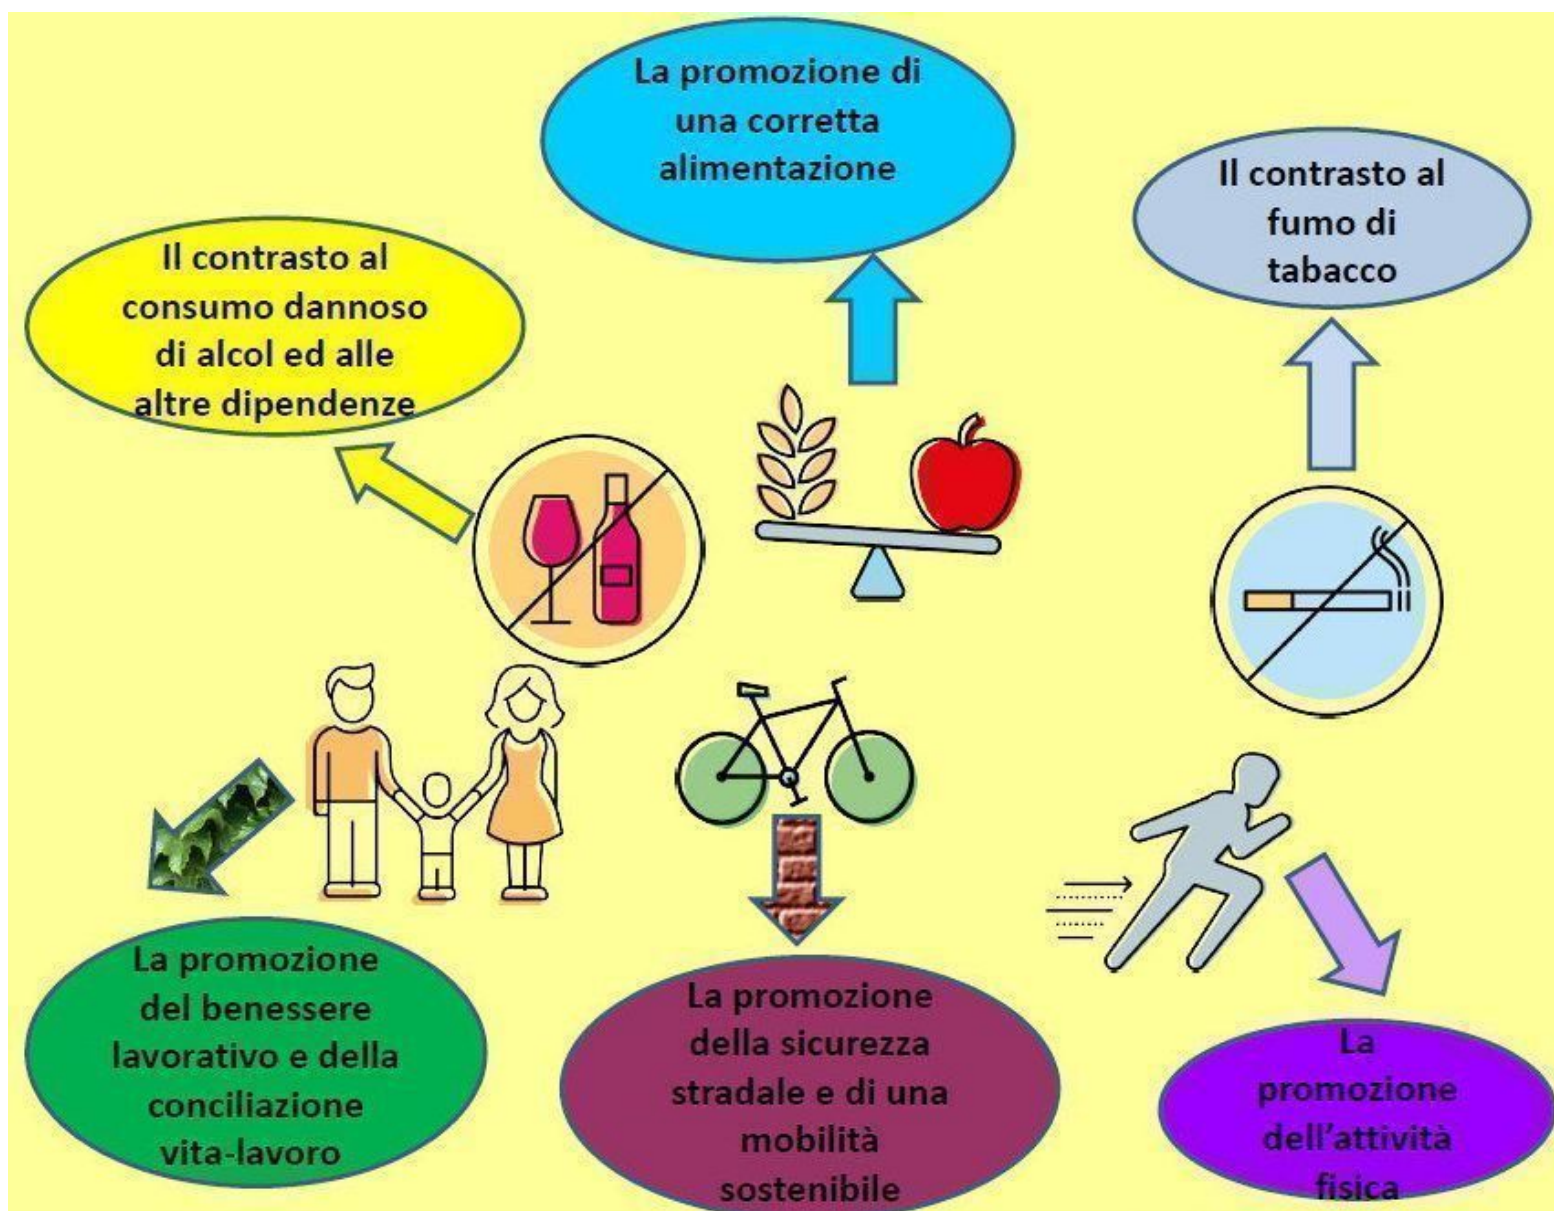 La promozione di
una corretta
alimentazione
Il contrasto al
fumo di
tabacco
Il contrasto al
consumo dannoso
di alcol ed alle
altre dipendenze
La promozione
del benessere
lavorativo e della
conciliazione
vita-lavoro
La promozione
della sicurezza
stradale e di una
mobilità
sostenibile
La
promozione
dell’attività
fisica